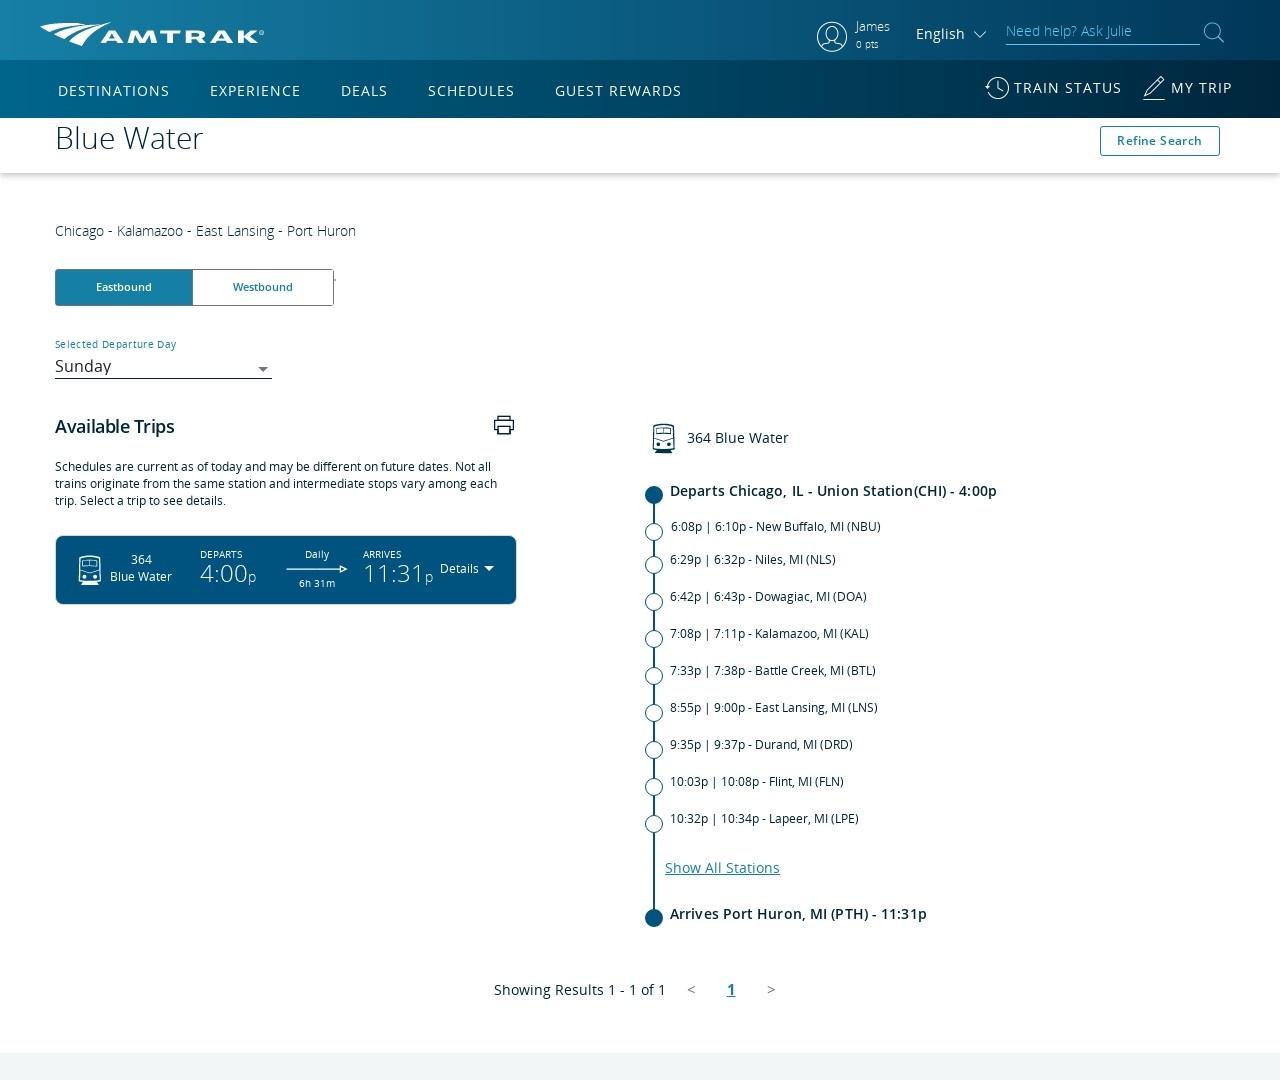 AMTRAK
James
0 pts
English
Need help? Ask Julie
DESTINATIONS
EXPERIENCE
DEALS
SCHEDULES
GUEST REWARDS
TRAIN STATUS
MY TRIP
Blue Water
Refine Search
Chicago - Kalamazoo - East Lansing - Port Huron
Eastbound
Westbound
Selected Departure Day
Sunday
Available Trips
Schedules are current as of today and may be different on future dates. Not all
trains originate from the same station and intermediate stops vary among each
trip. Select a trip to see details.
364
Blue Water
DEPARTS
4:00p
Daily
6h 31m
ARRIVES
11:31p
Details
364 Blue Water
Departs Chicago, IL - Union Station(CHI) - 4:00p
6:08p | 6:10p - New Buffalo, MI (NBU)
6:29p | 6:32p - Niles, MI (NLS)
6:42p | 6:43p - Dowagiac, MI (DOA)
7:08p | 7:11p - Kalamazoo, MI (KAL)
7:33p | 7:38p - Battle Creek, MI (BTL)
8:55p | 9:00p - East Lansing, MI (LNS)
9:35p | 9:37p - Durand, MI (DRD)
10:03p | 10:08p - Flint, MI (FLN)
10:32p | 10:34p - Lapeer, MI (LPE)
Show All Stations
Arrives Port Huron, MI (PTH) - 11:31p
Showing Results 1 - 1 of 1 < 1 >